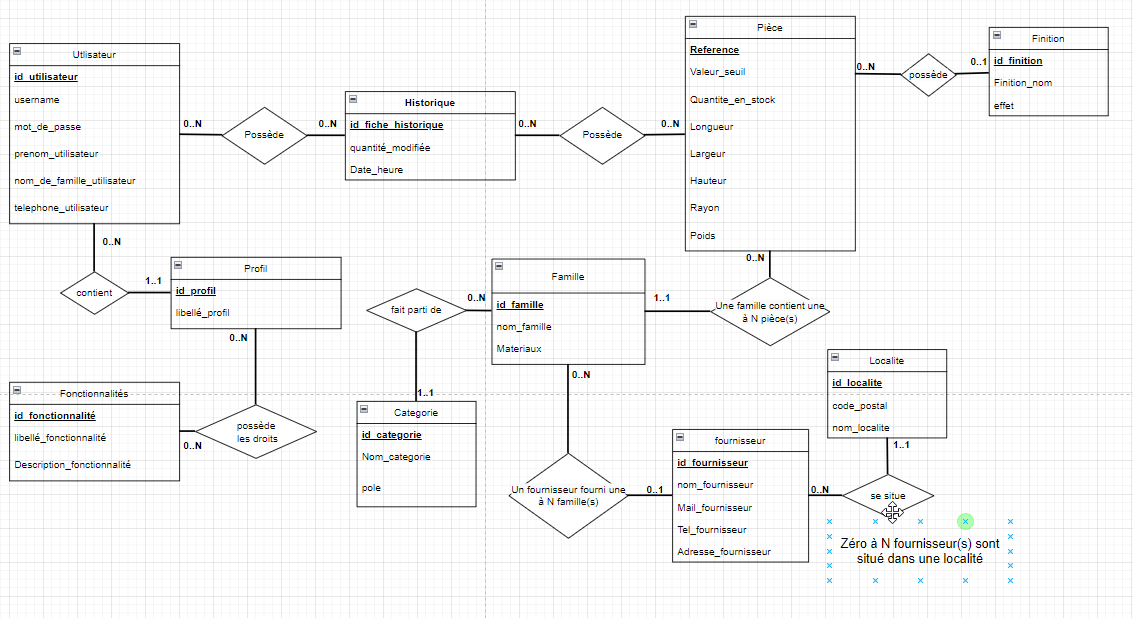 Utlisateur
id_utilisateur
username
mot_de_passe
prenom_utilisateur
nom_de_famille_utilisateur
telephone_utilisateur
0..N
Possède
0..N
Historique
id_fiche_historique
quantité_modifiée
Date_heure
0..N
Possède
0..N
Pièce
Reference
Valeur_seuil
Quantite_en_stock
Longueur
Largeur
Hauteur
Rayon
Poids
0..N
possède
0..1
Finition
id_finition
Finition_nom
effet
0..N
contient
1..1
Profil
id_profil
libellé_profil
0..N
possède
les droits
0..N
Fonctionnalités
id_fonctionnalité
libellé_fonctionnalité
Description_fonctionnalité
fait parti de
0..N
1..1
Categorie
id_categorie
Nom_categorie
pole
Famille
id_famille
nom_famille
Materiaux
1..1
0..N
Une famille contient une
à N pièce(s)
0..N
Un fournisseur fourni une
à N famille(s)
0..1
fournisseur
id_fournisseur
nom_fournisseur
Mail_fournisseur
Tel_fournisseur
Adresse_fournisseur
0..N
se situe
1..1
Localite
id_localite
code_postal
nom_localite
Zéro à N fournisseur(s) sont
situé dans une localité